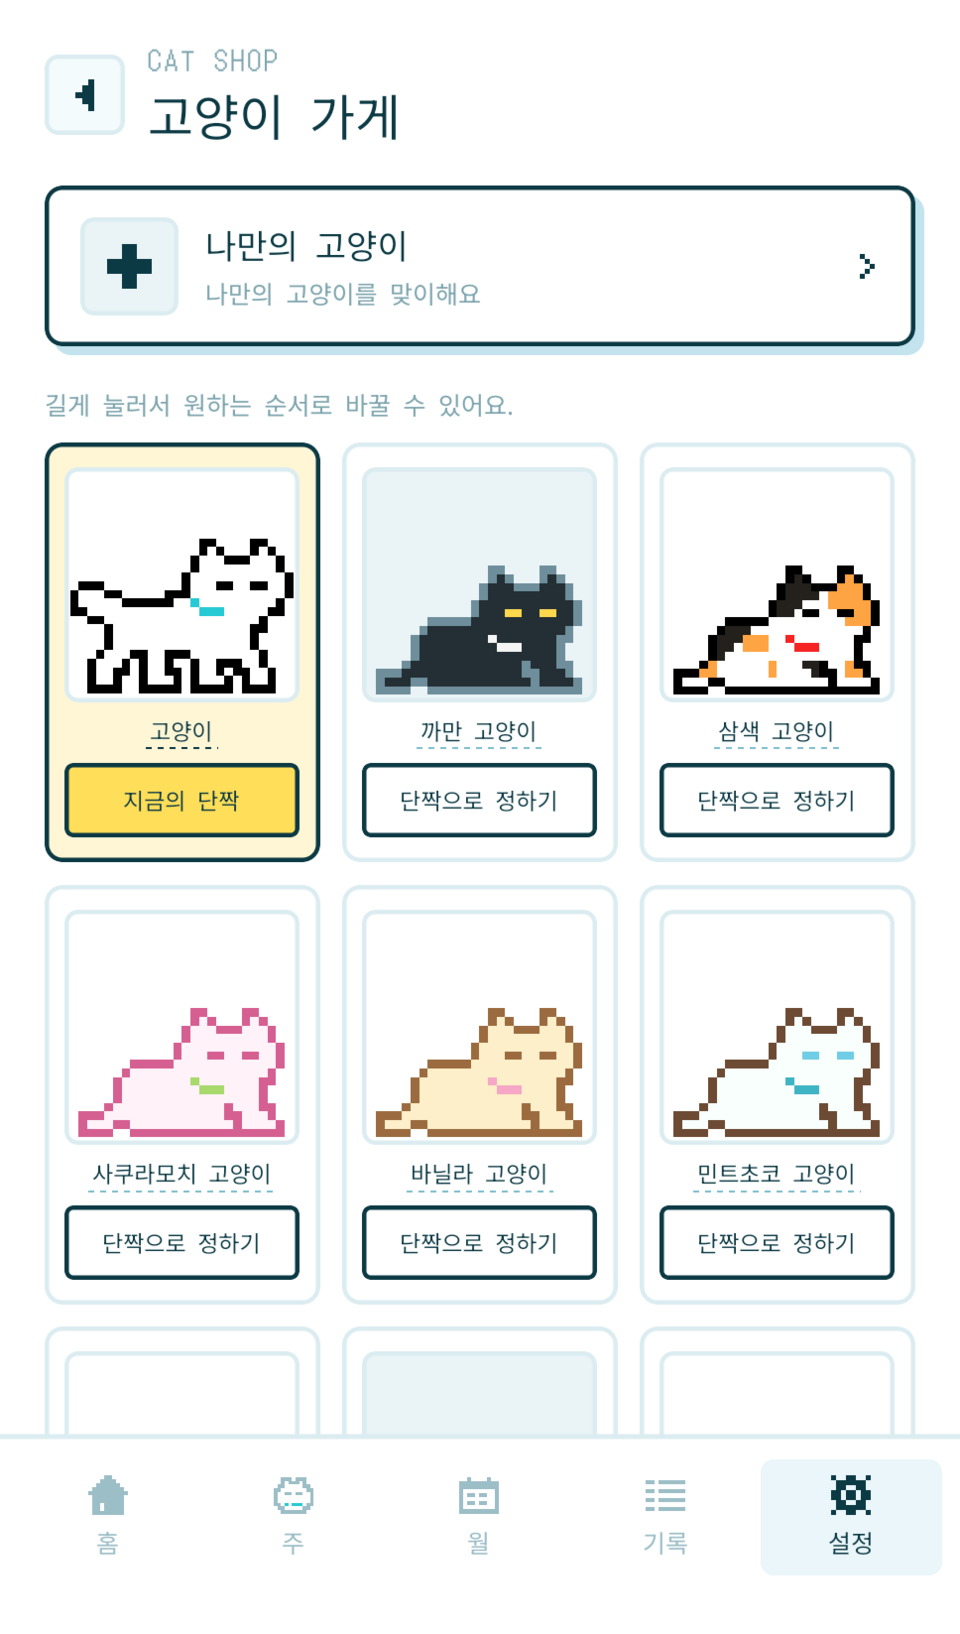 CAT SHOP
고양이 가게
나만의 고양이
나만의 고양이를 맞이해요
길게 눌러서 원하는 순서로 바꿀 수 있어요.
고양이
까만 고양이
삼색 고양이
지금의 단짝
단짝으로 정하기
단짝으로 정하기
사쿠라모치 고양이
바닐라 고양이
민트초코 고양이
단짝으로 정하기
단짝으로 정하기
단짝으로 정하기
홈
주
월
기록
설정